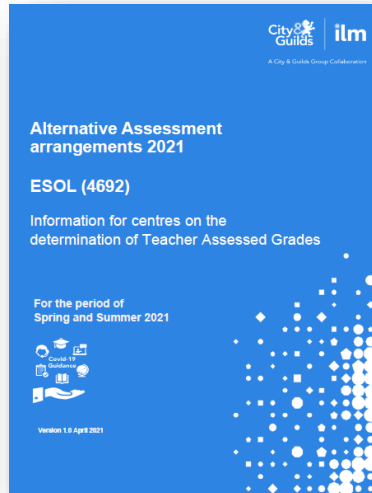 City&
Guilds
ilm
A City & Guilds Group Collaboration
Alternative Assessment
arrangements 2021
ESOL (4692)
Information for centres on the
determination of Teacher Assessed Grades
For the period of
Spring and Summer 2021
Covid-19
Guidance
Version 1.0 April 2021